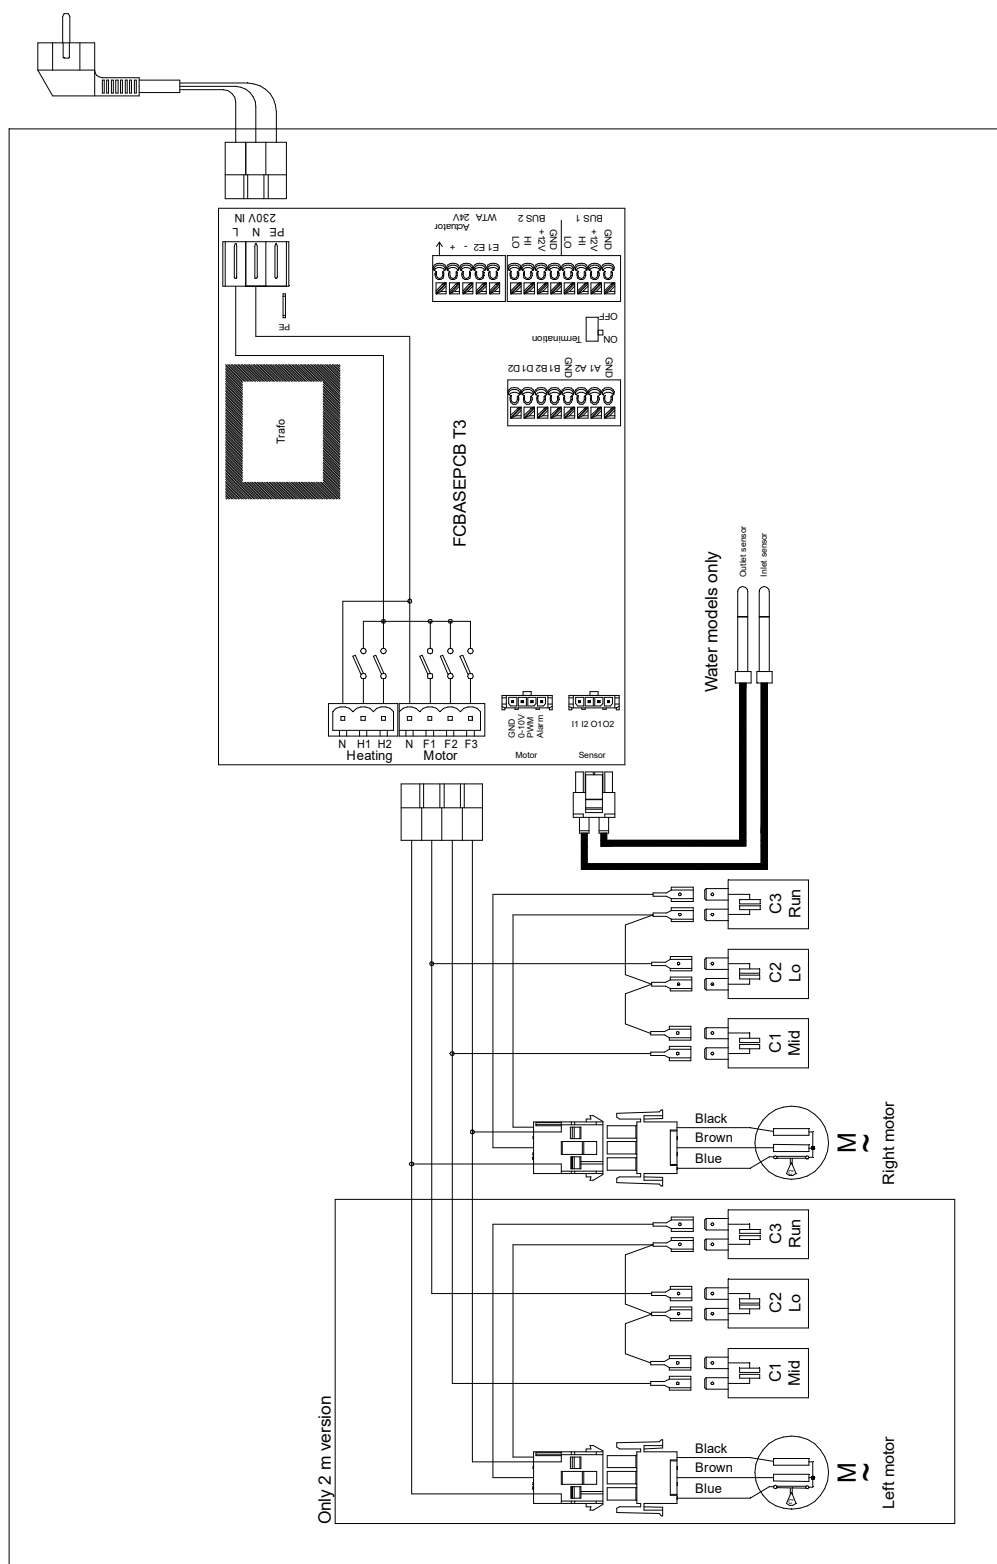 230V IN
L N PE
PE
Trafo
FCBASEPCB T3
WTA 24V
Actuator
+ - E1 E2
BUS 2 BUS 1
LO HI +12V GND LO HI +12V GND
OFF
ON
Termination
D2 D1 B2 B1 GND A2 A1 GND
N H1 H2
Heating
N F1 F2 F3
Motor
GND
0-10V
PWM
Alarm
Motor
I1 I2 O1 O2
Sensor
Water models only
Outlet sensor
Inlet sensor
C3
Run
C2
Lo
C1
Mid
Black
Brown
Blue
M
~
Right motor
Only 2 m version
C3
Run
C2
Lo
C1
Mid
Black
Brown
Blue
M
~
Left motor